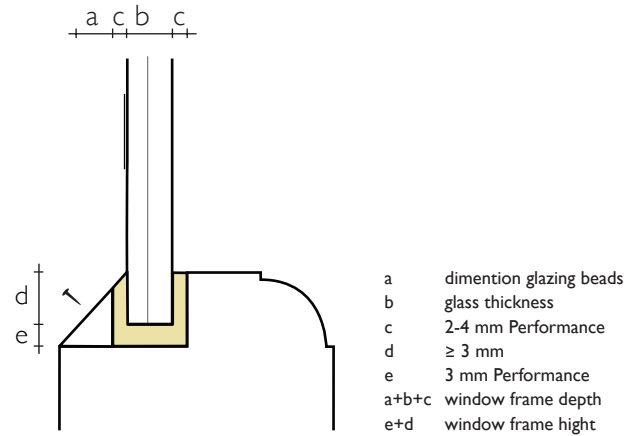 a c b c
d
e
a dimention glazing beads
b glass thickness
c 2-4 mm Performance
d ≥ 3 mm
e 3 mm Performance
a+b+c window frame depth
e+d window frame hight